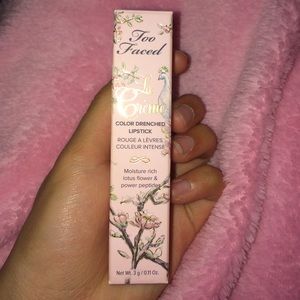 Too
Faced
La
Crème
COLOR DRENCHED
LIPSTICK
ROUGE À LÈVRES
COULEUR INTENSE
Moisture rich
lotus flower &
power peptides
Net Wt. 3 g / 0.11 Oz.